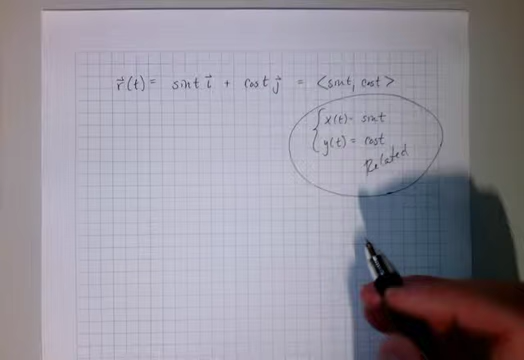 r⃗(t) = sint i⃗ + cost j⃗ = <sint, cost>
{ x(t) = sint
y(t) = cost
Related